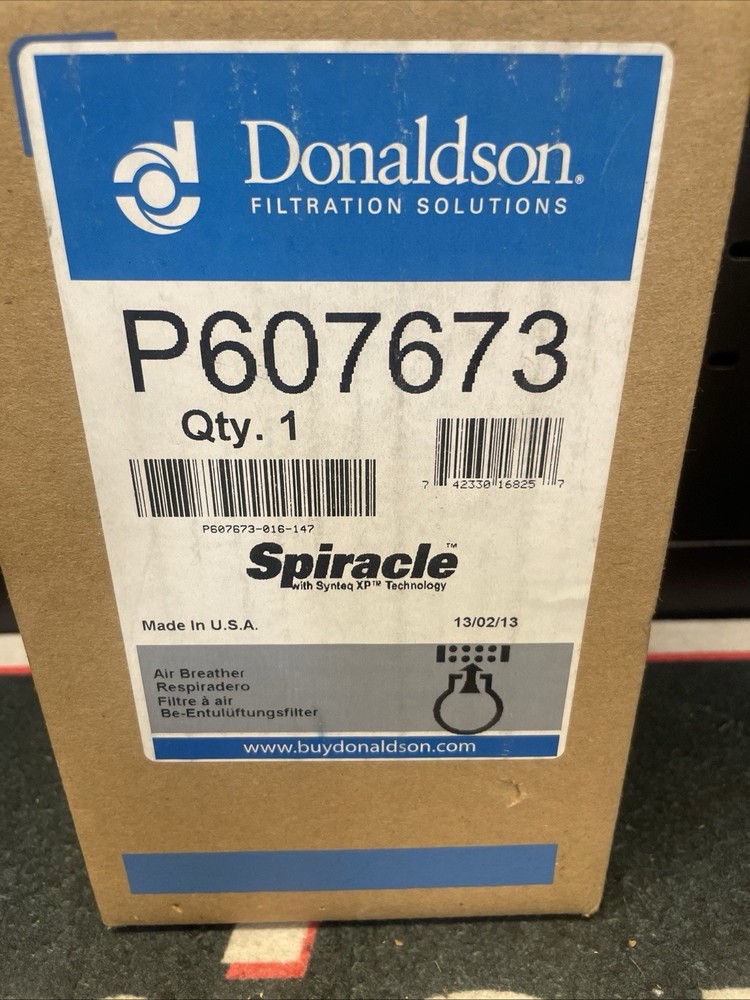 Donaldson®
FILTRATION SOLUTIONS
P607673
Qty. 1
7 42330 16825 7
P607673-016-147
Spiracle™
with Synteq XP™ Technology
Made In U.S.A.
13/02/13
Air Breather
Respiradero
Filtre à air
Be-Entulüftungsfilter
www.buydonaldson.com